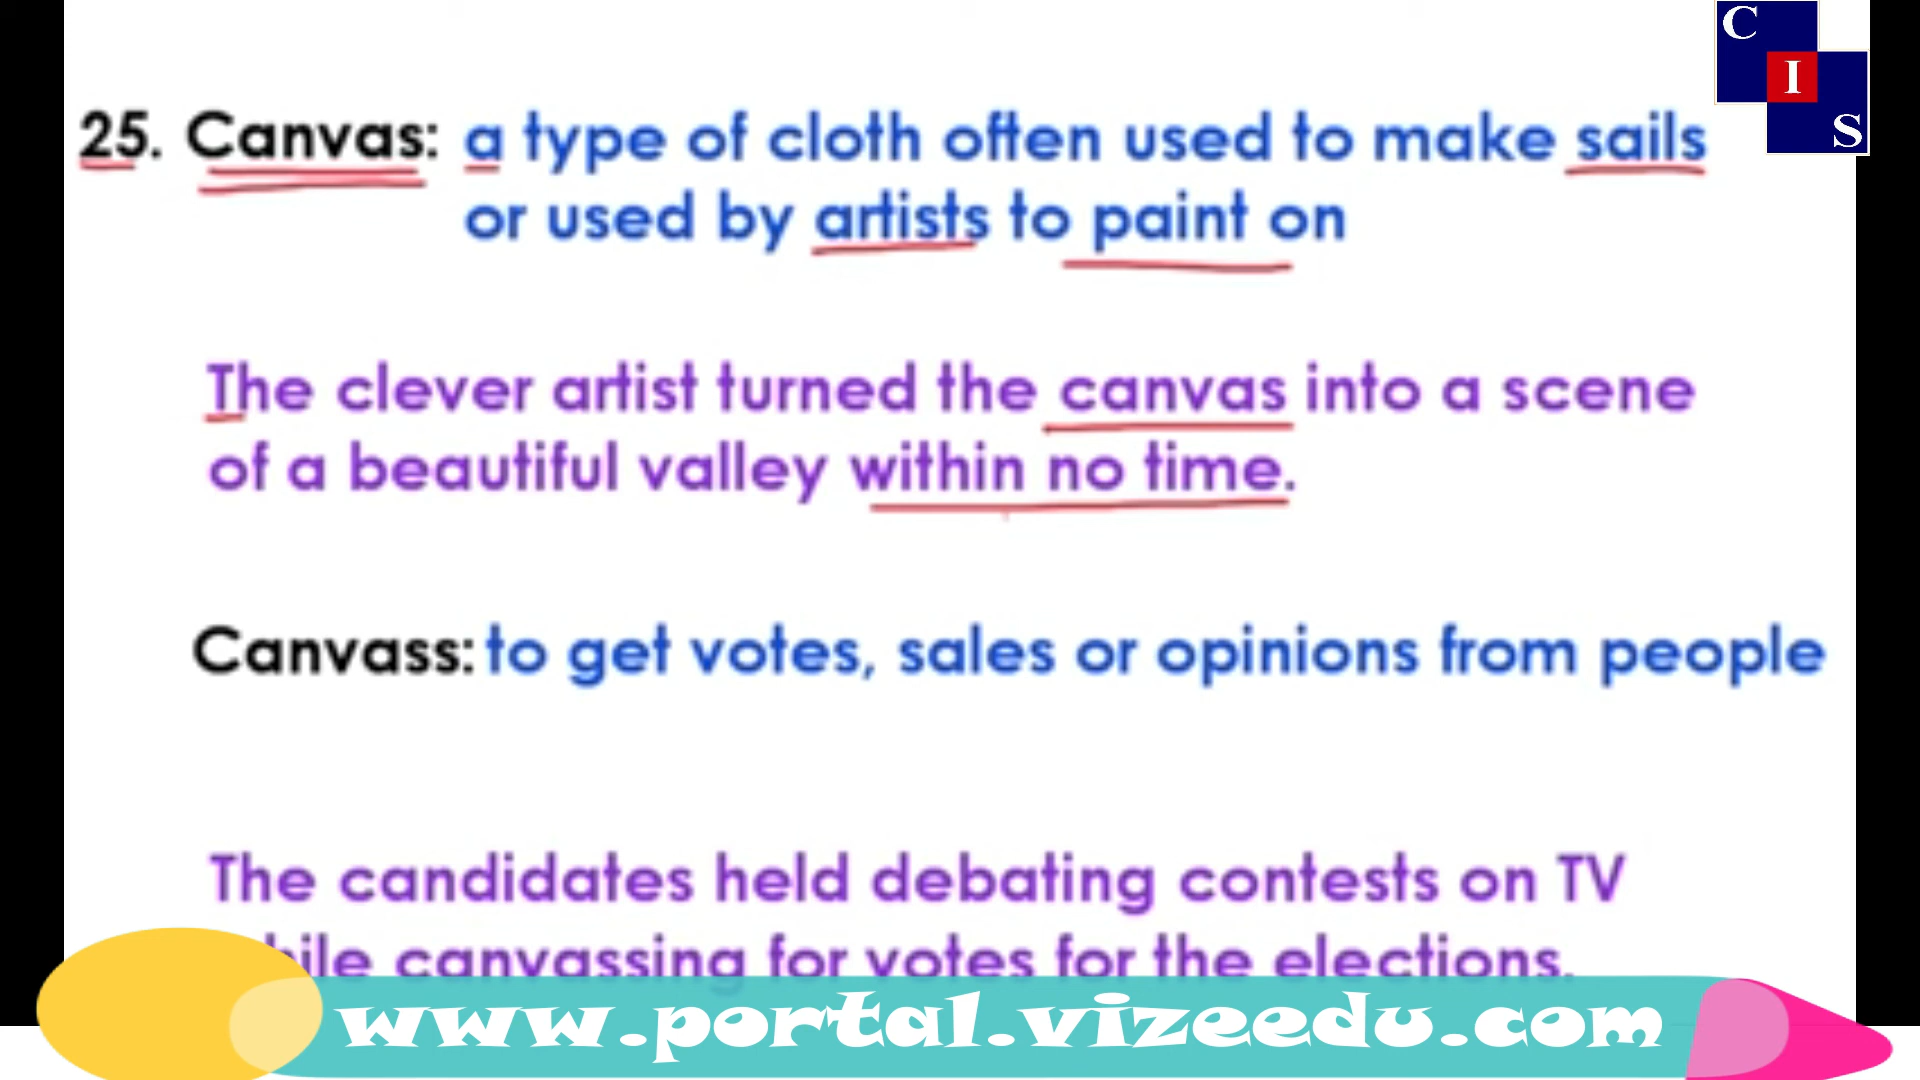 C
I
S
25. Canvas: a type of cloth often used to make sails
or used by artists to paint on
The clever artist turned the canvas into a scene
of a beautiful valley within no time.
Canvass: to get votes, sales or opinions from people
The candidates held debating contests on TV
canvassing for votes for the elections.
www.portal.vizeedu.com